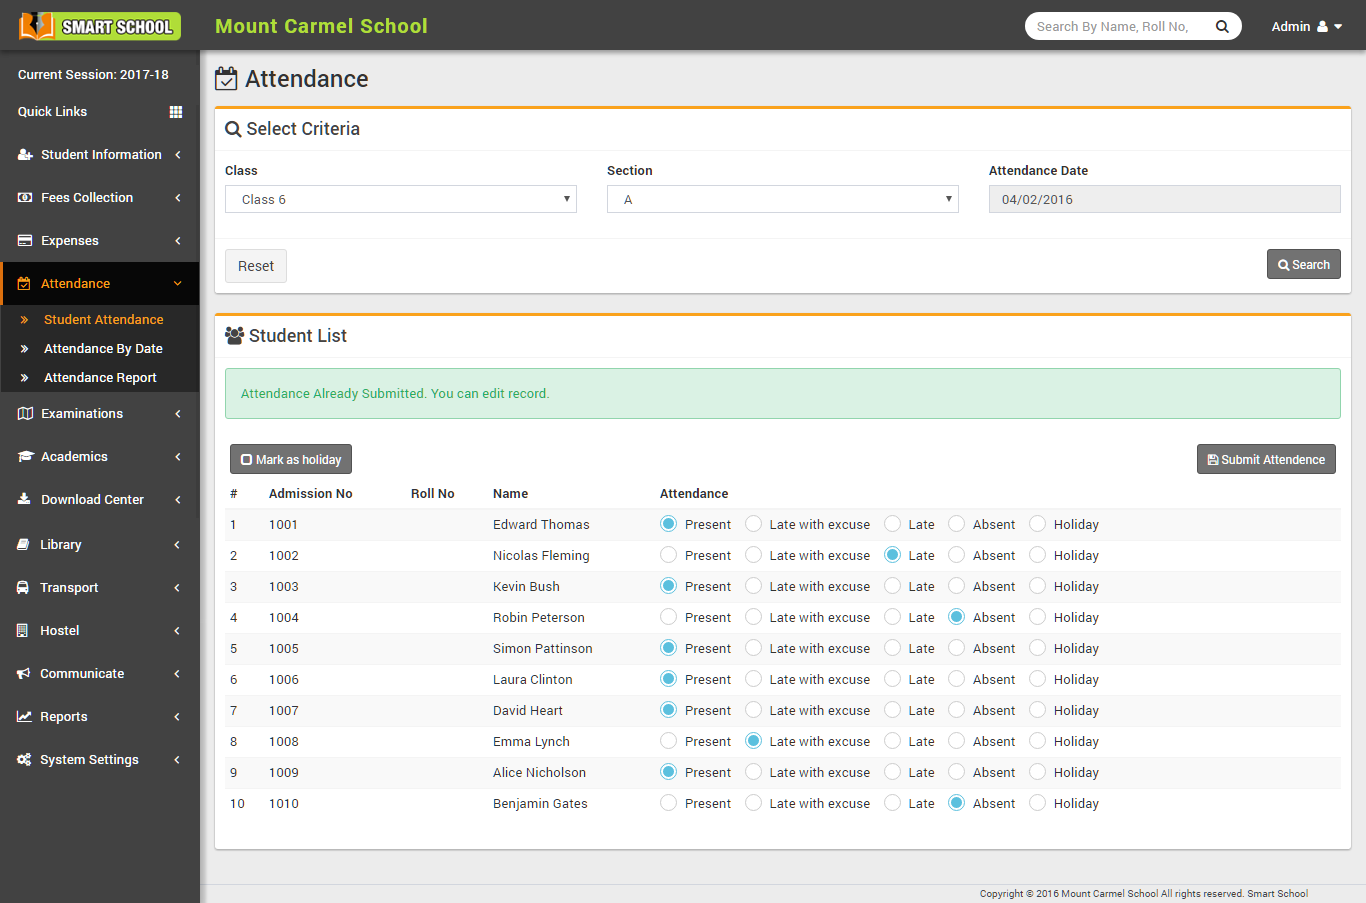 SMART SCHOOL
Mount Carmel School
Search By Name, Roll No,
Admin
Current Session: 2017-18
Quick Links
Student Information
Fees Collection
Expenses
Attendance
Student Attendance
Attendance By Date
Attendance Report
Examinations
Academics
Download Center
Library
Transport
Hostel
Communicate
Reports
System Settings
Attendance
Select Criteria
Class Section Attendance Date
Class 6 A 04/02/2016
Reset Search
Student List
Attendance Already Submitted. You can edit record.
Mark as holiday Submit Attendence
# Admission No Roll No Name Attendance
1 1001 Edward Thomas Present Late with excuse Late Absent Holiday
2 1002 Nicolas Fleming Present Late with excuse Late Absent Holiday
3 1003 Kevin Bush Present Late with excuse Late Absent Holiday
4 1004 Robin Peterson Present Late with excuse Late Absent Holiday
5 1005 Simon Pattinson Present Late with excuse Late Absent Holiday
6 1006 Laura Clinton Present Late with excuse Late Absent Holiday
7 1007 David Heart Present Late with excuse Late Absent Holiday
8 1008 Emma Lynch Present Late with excuse Late Absent Holiday
9 1009 Alice Nicholson Present Late with excuse Late Absent Holiday
10 1010 Benjamin Gates Present Late with excuse Late Absent Holiday
Copyright © 2016 Mount Carmel School All rights reserved. Smart School